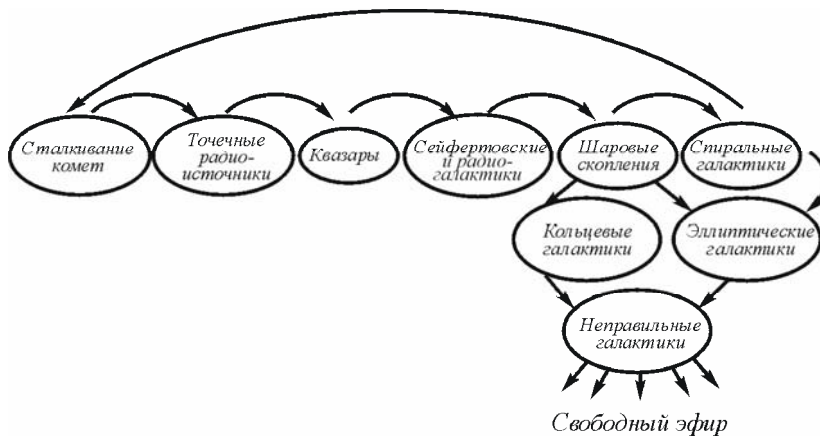 Сталкивание
комет
Точечные
радио-
источники
Квазары
Сейфертовские
и радио-
галактики
Шаровые
скопления
Спиральные
галактики
Кольцевые
галактики
Эллиптические
галактики
Неправильные
галактики
Свободный эфир